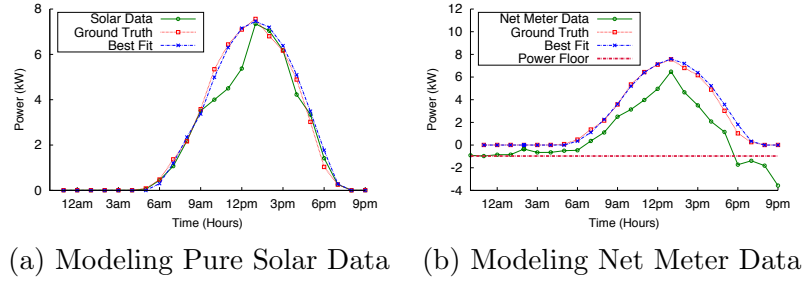 Solar Data
Ground Truth
Best Fit
8
6
4
2
0
Power (kW)
12am 3am 6am 9am 12pm 3pm 6pm 9pm
Time (Hours)
(a) Modeling Pure Solar Data
Net Meter Data
Ground Truth
Best Fit
Power Floor
12
10
8
6
4
2
0
-2
-4
Power (kW)
12am 3am 6am 9am 12pm 3pm 6pm 9pm
Time (Hours)
(b) Modeling Net Meter Data